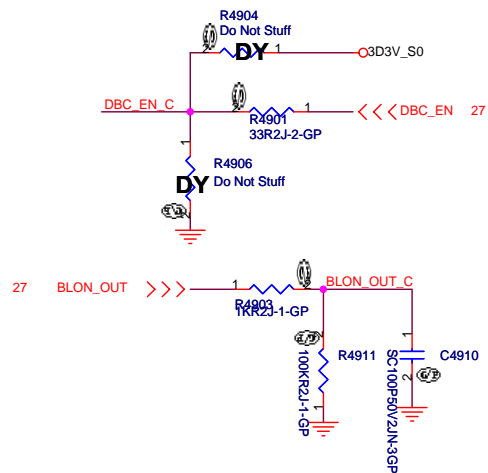 R4904
Do Not Stuff
2 DY 1 3D3V_S0
DBC_EN_C 2 1 DBC_EN 27
R4901
33R2J-2-GP
1
R4906
DY Do Not Stuff
2
27 BLON_OUT 1 2 BLON_OUT_C
R4903
1KR2J-1-GP
2
R4911
1
100KR2J-1-GP
1
C4910
2
SC100P50V2JN-3GP